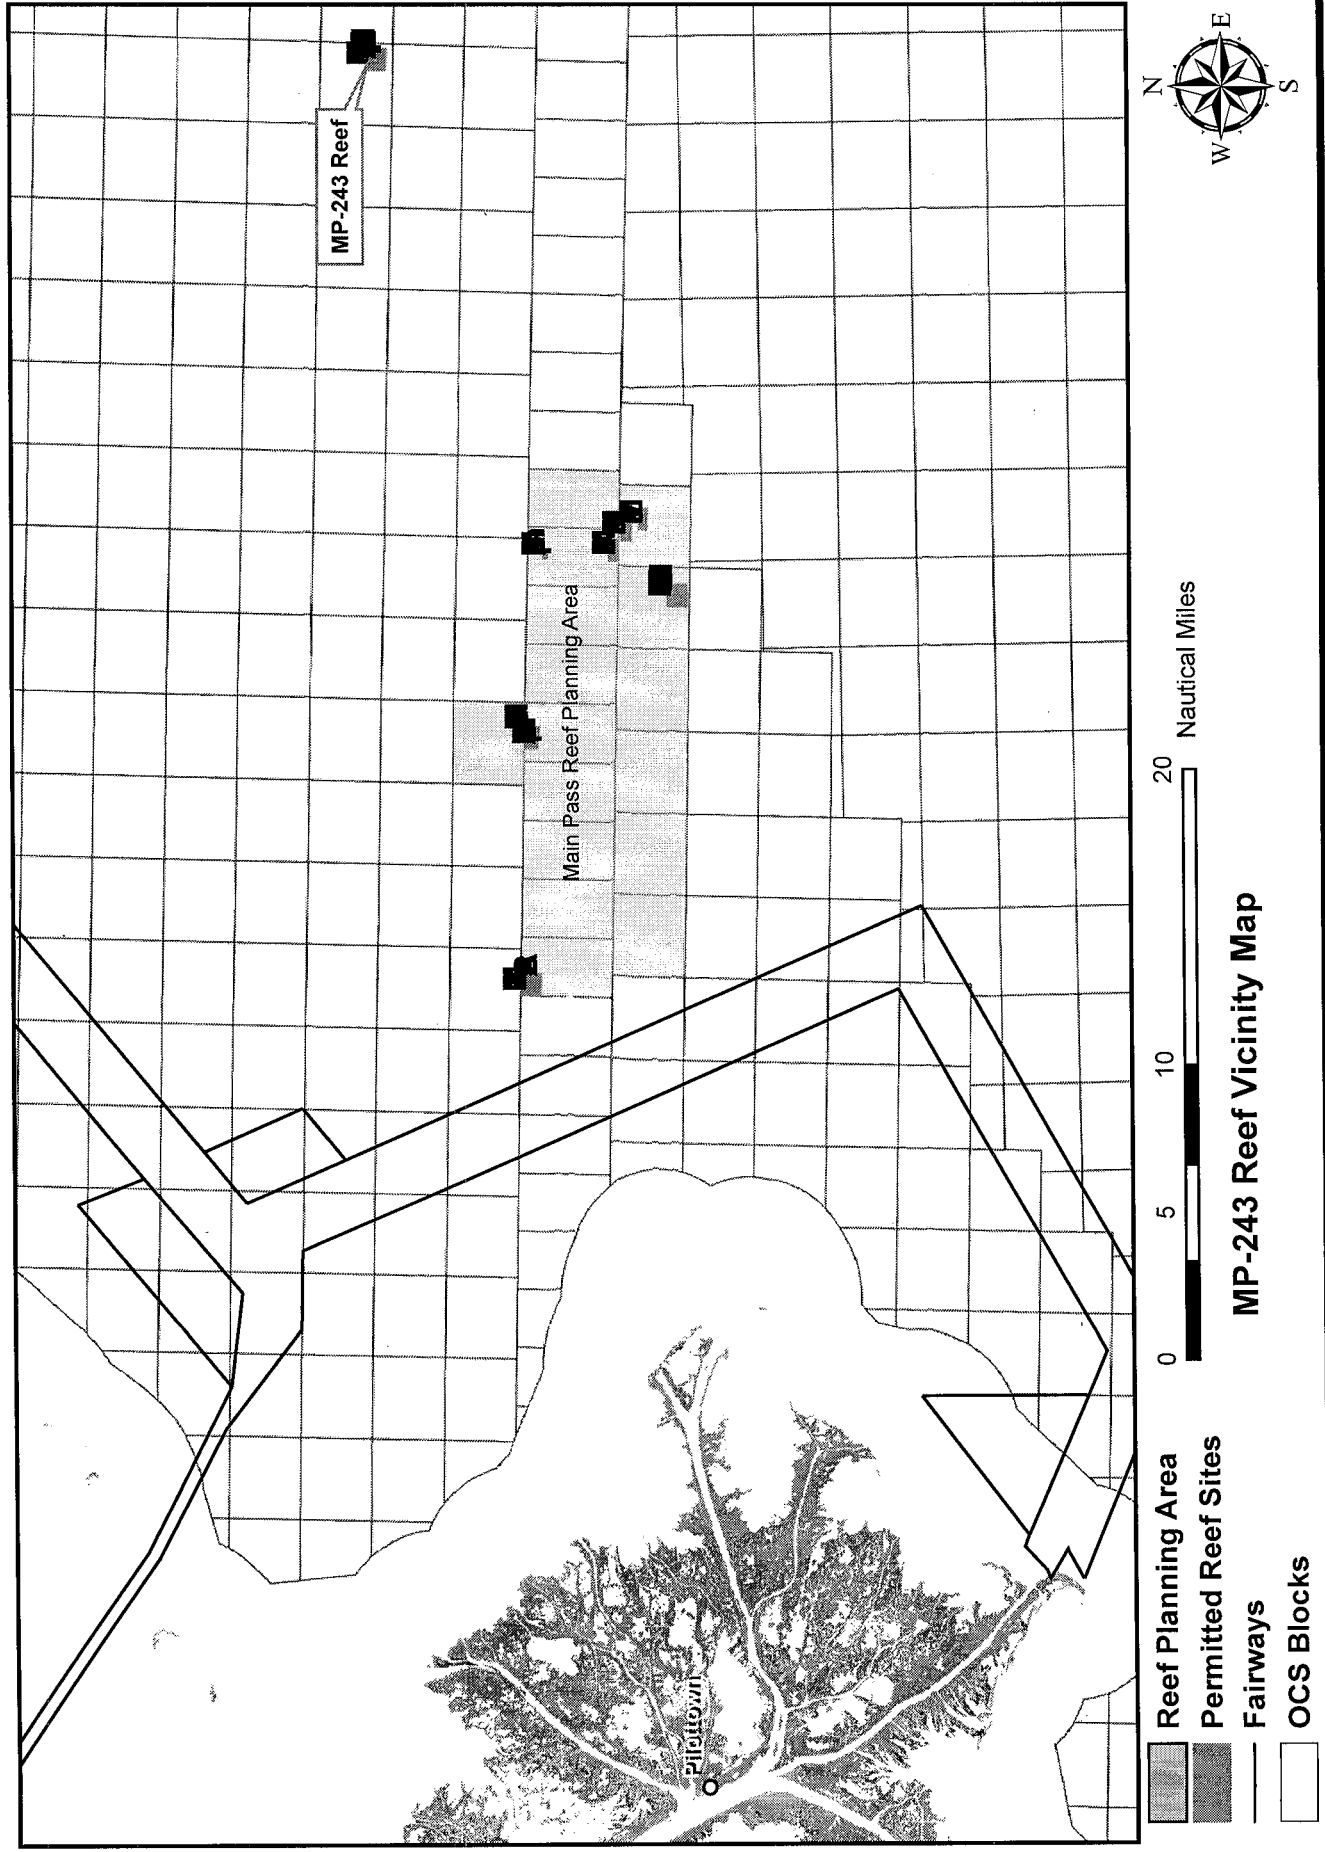 MP-243 Reef
Main Pass Reef Planning Area
Pilottown
N
W
E
S
Reef Planning Area
Permitted Reef Sites
Fairways
OCS Blocks
0
5
10
20
Nautical Miles
MP-243 Reef Vicinity Map